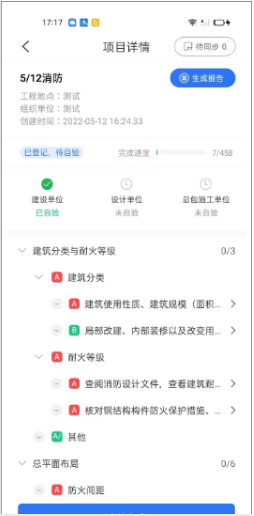 17:17
项目详情
待同步 0
5/12消防
生成报告
工程地点：测试
组织单位：测试
创建时间：2022-05-12 16:24:33
已登记，待自验
完成进度
7/458
建设单位
设计单位
总包施工单位
已自验
未自验
未自验
建筑分类与耐火等级
0/3
A 建筑分类
A 建筑使用性质、建筑规模（面积...
B 局部改建、内部装修以及改变用...
A 耐火等级
A 查阅消防设计文件，查看建筑耐...
A 核对钢结构构件防火保护措施、...
A/ 其他
总平面布局
0/6
A 防火间距